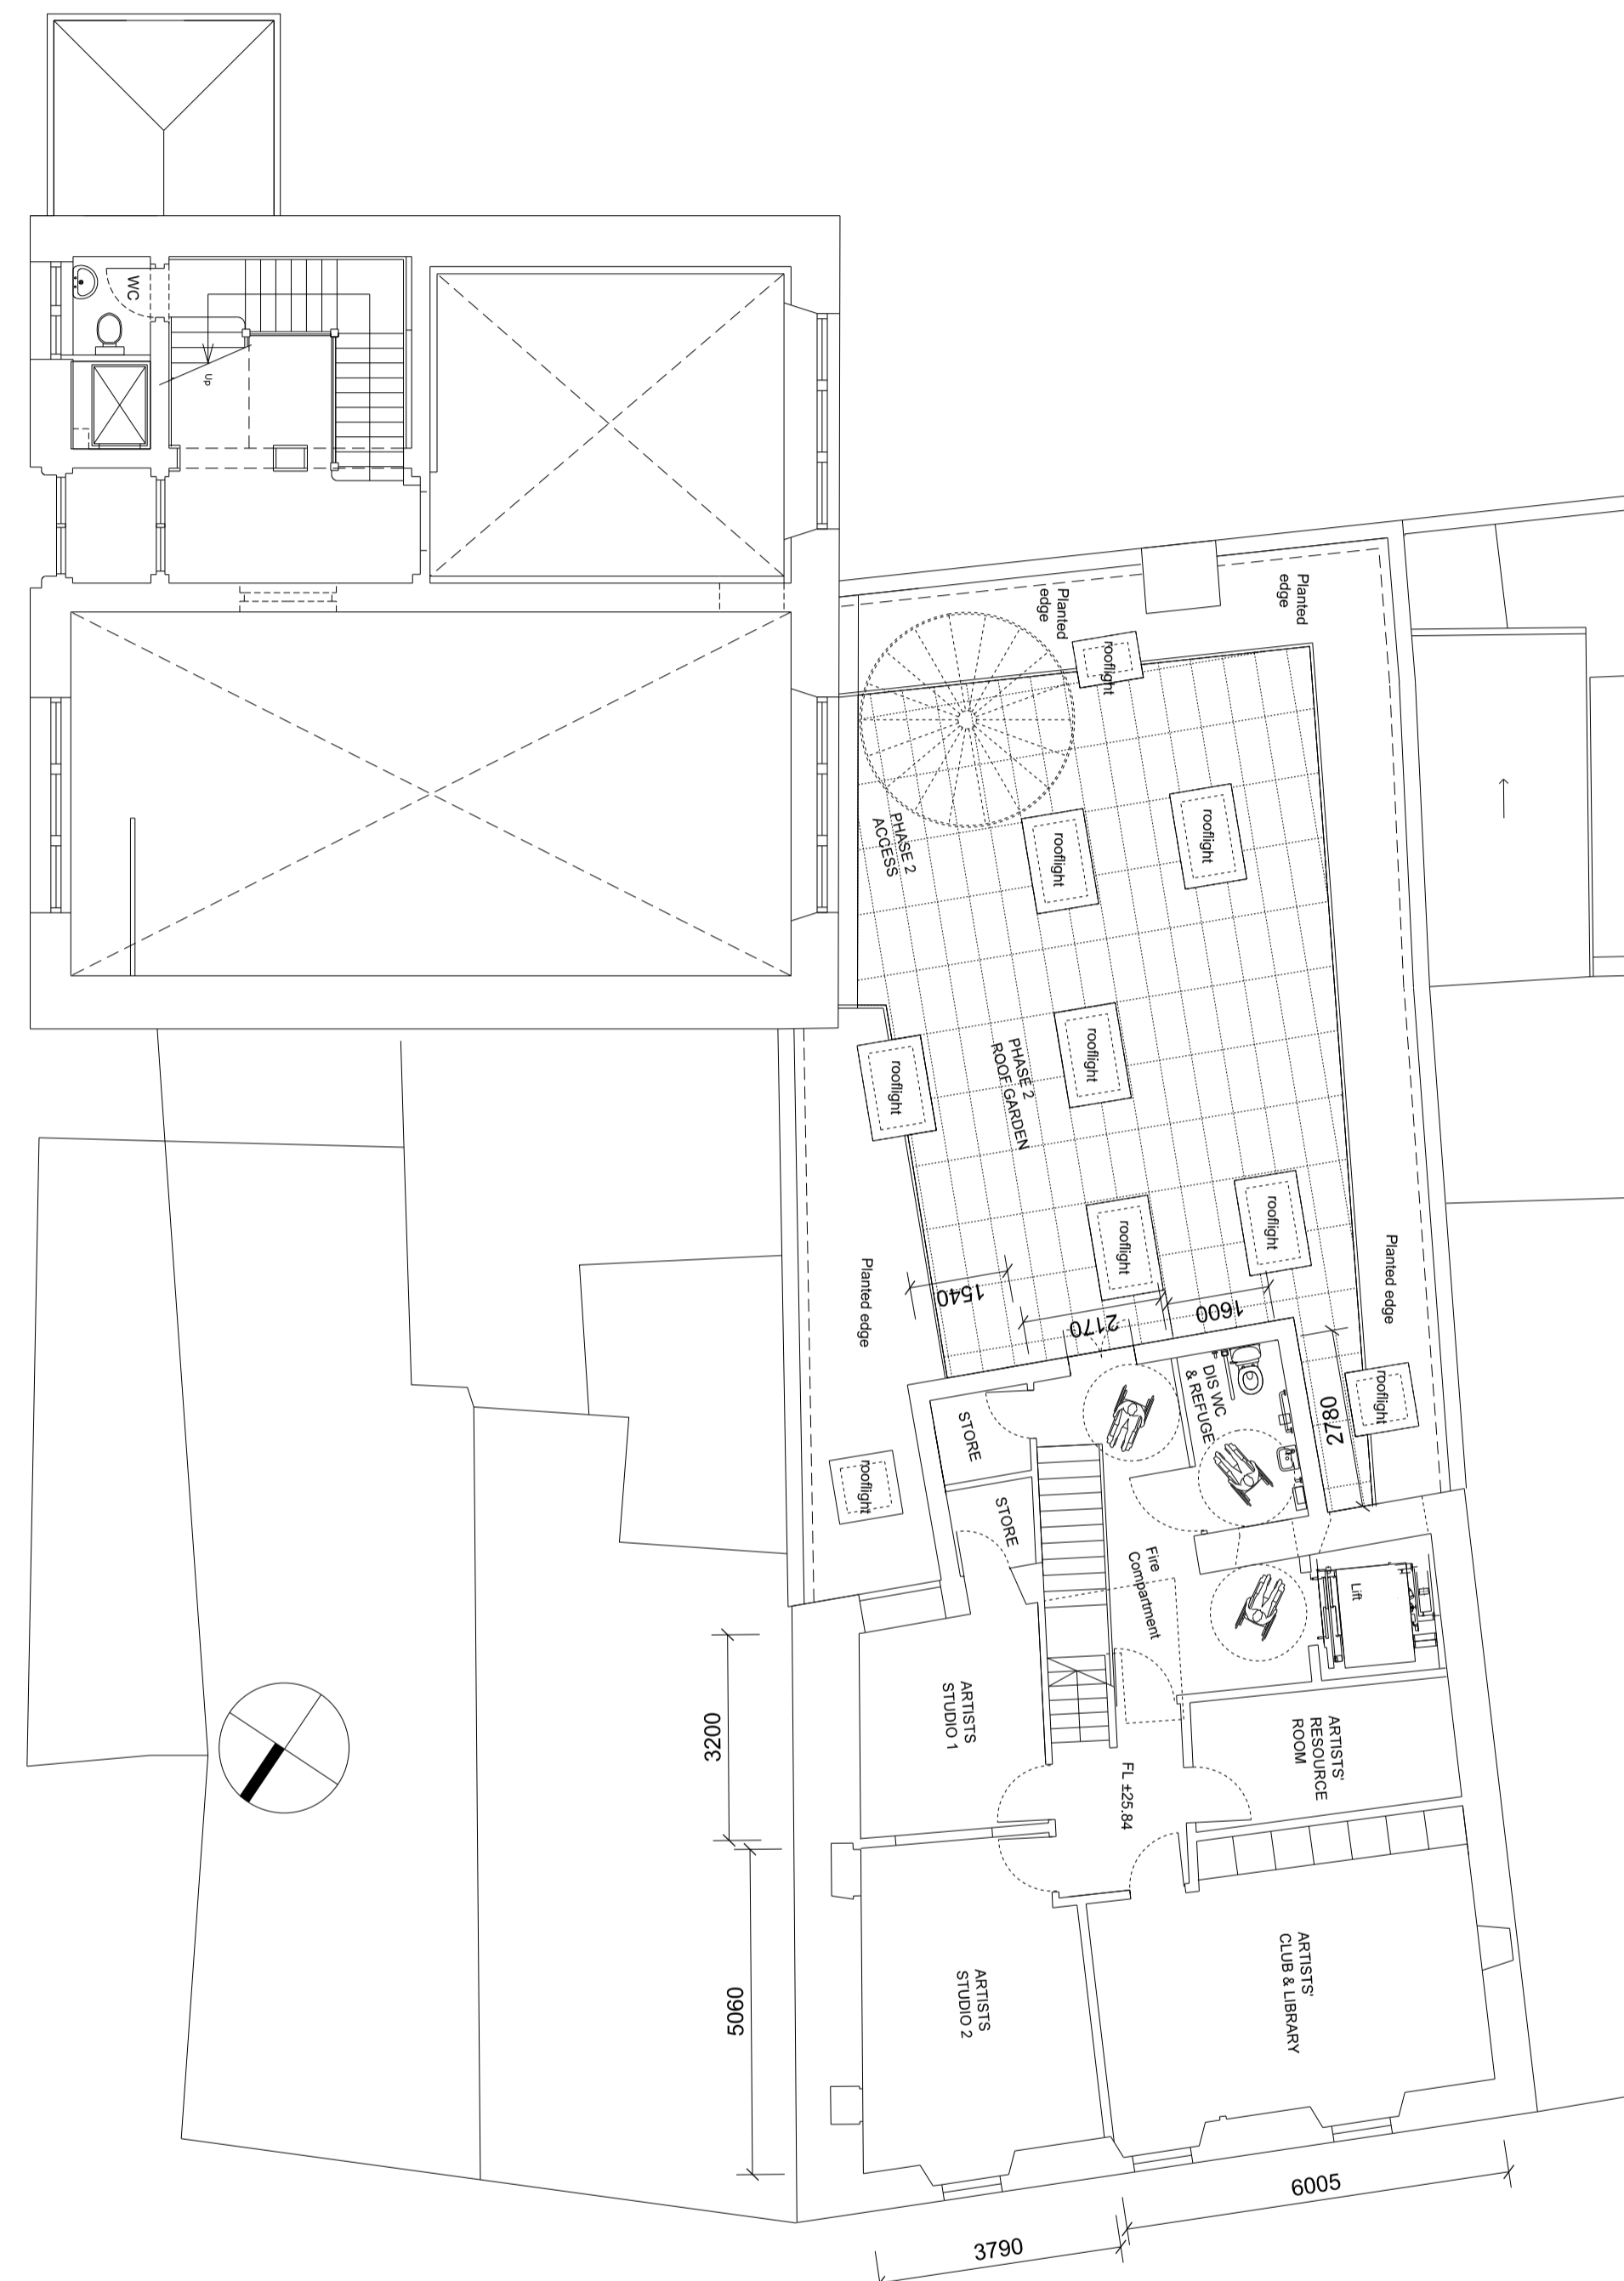 WC
Up
Planted
edge
Planted
edge
rooflight
rooflight
rooflight
PHASE 2
ACCESS
rooflight
rooflight
PHASE 2
ROOF GARDEN
rooflight
rooflight
Planted edge
Planted edge
1540
2170
1600
2780
rooflight
rooflight
DIS WC
& REFUGE
STORE
STORE
Fire
Compartment
Lift
ARTISTS
STUDIO 1
ARTISTS'
RESOURCE
ROOM
3200
FL ±25.84
5060
ARTISTS
STUDIO 2
ARTISTS'
CLUB & LIBRARY
6005
3790